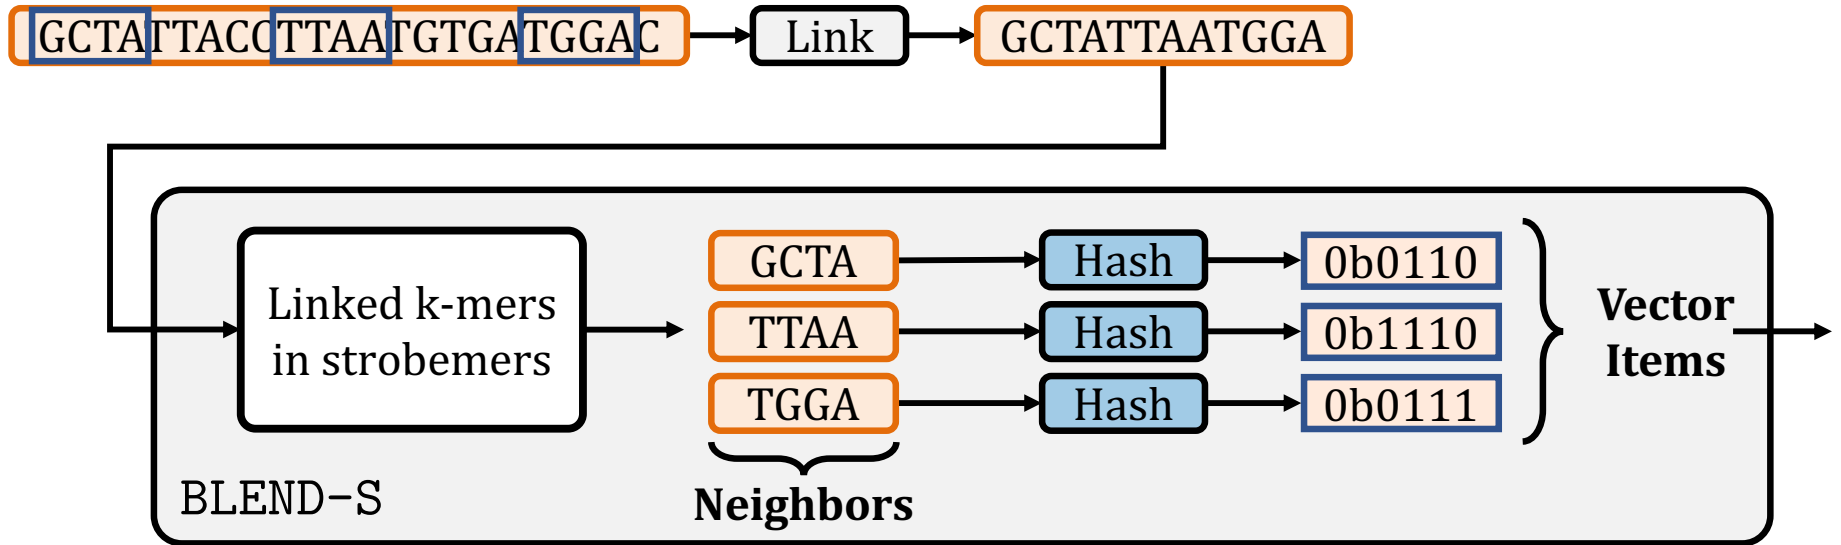 GCTATTACCTTAATGTGATGGAC
Link
GCTATTAATGGA
Linked k-mers
in strobemers
GCTA
Hash
0b0110
TTAA
Hash
0b1110
TGGA
Hash
0b0111
Vector
Items
Neighbors
BLEND-S